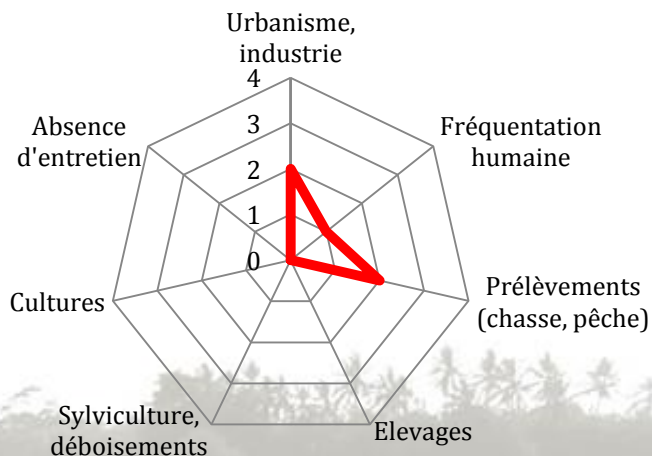 Urbanisme,
industrie
4
3
2
1
0
Fréquentation
humaine
Prélèvements
(chasse, pêche)
Elevages
Sylviculture,
déboisements
Cultures
Absence
d'entretien